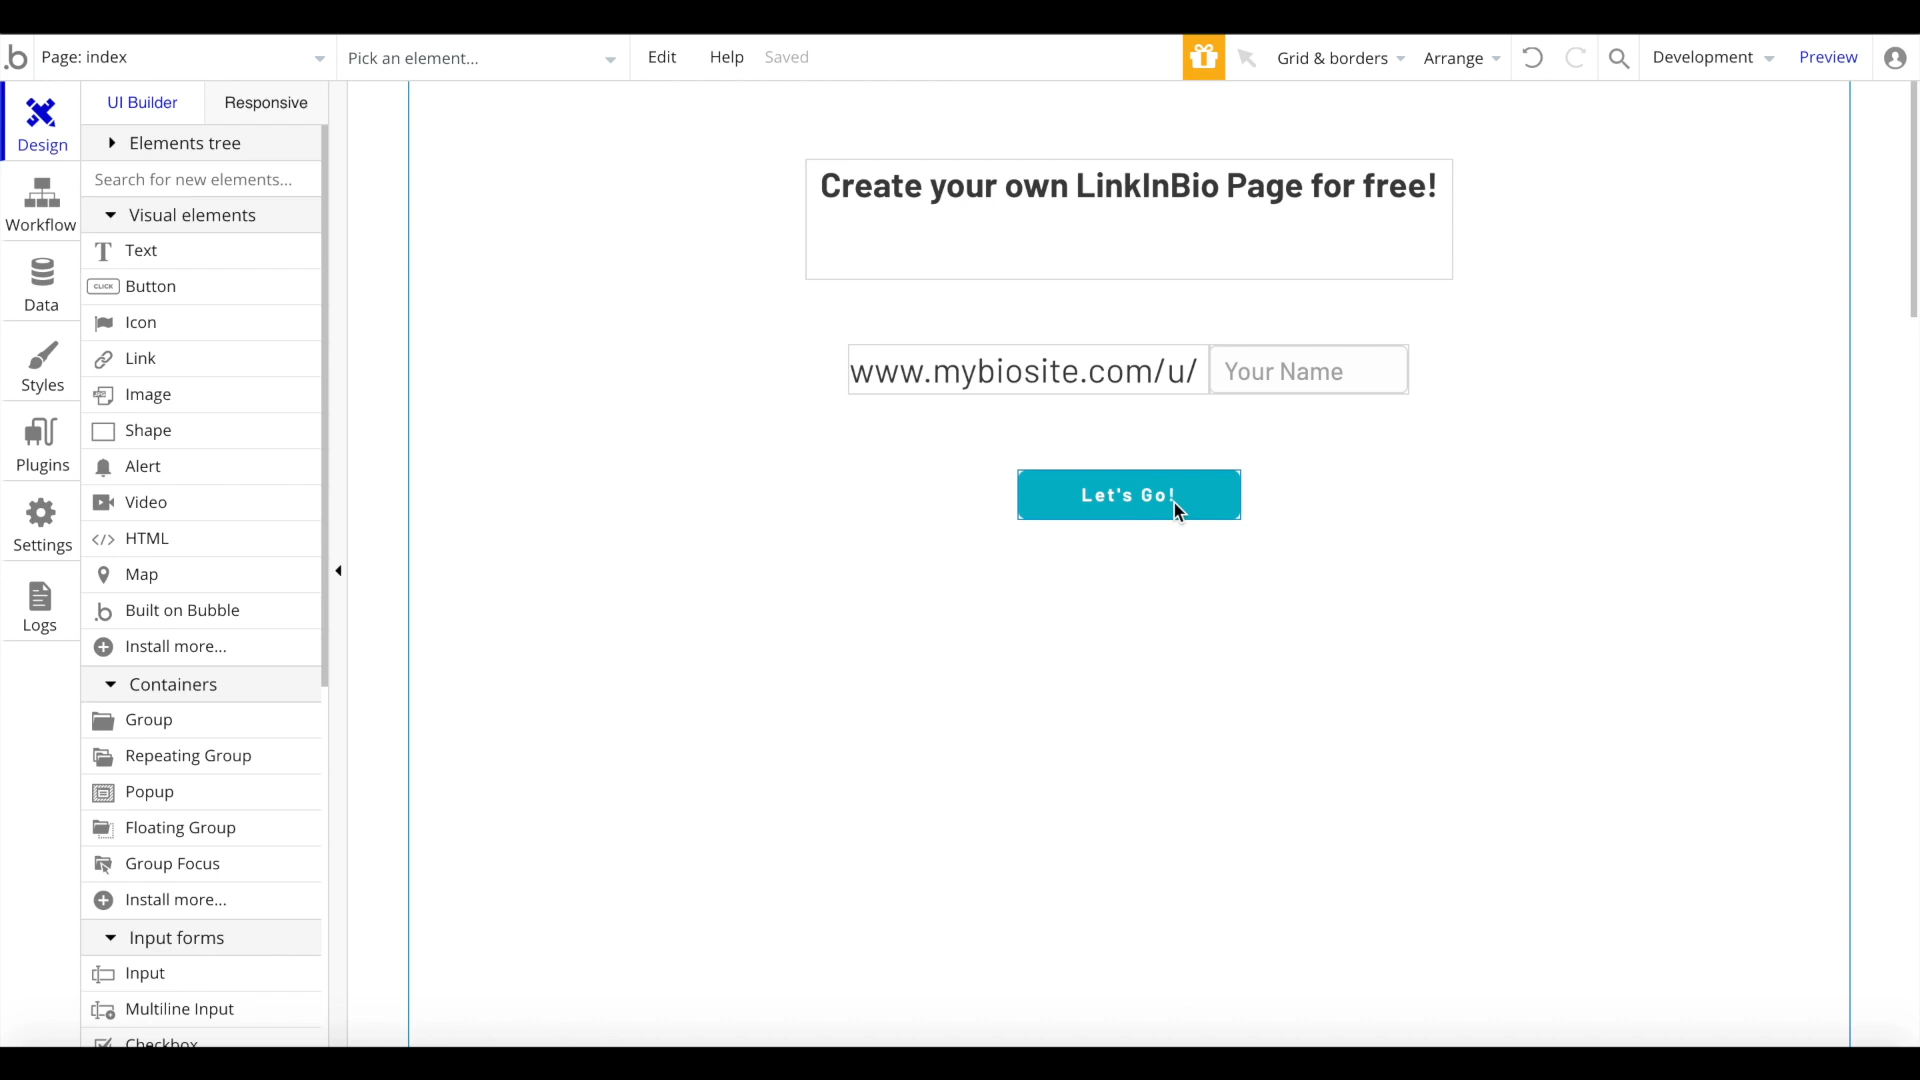 Page: index
Pick an element...
Edit
Help
Saved
Grid & borders
Arrange
Development
Preview
Design
Workflow
Data
Styles
Plugins
Settings
Logs
UI Builder
Responsive
Elements tree
Search for new elements...
Visual elements
Text
CLICK Button
Icon
Link
Image
Shape
Alert
Video
</> HTML
Map
Built on Bubble
Install more...
Containers
Group
Repeating Group
Popup
Floating Group
Group Focus
Install more...
Input forms
Input
Multiline Input
Checkbox
Create your own LinkInBio Page for free!
www.mybiosite.com/u/
Your Name
Let's Go!